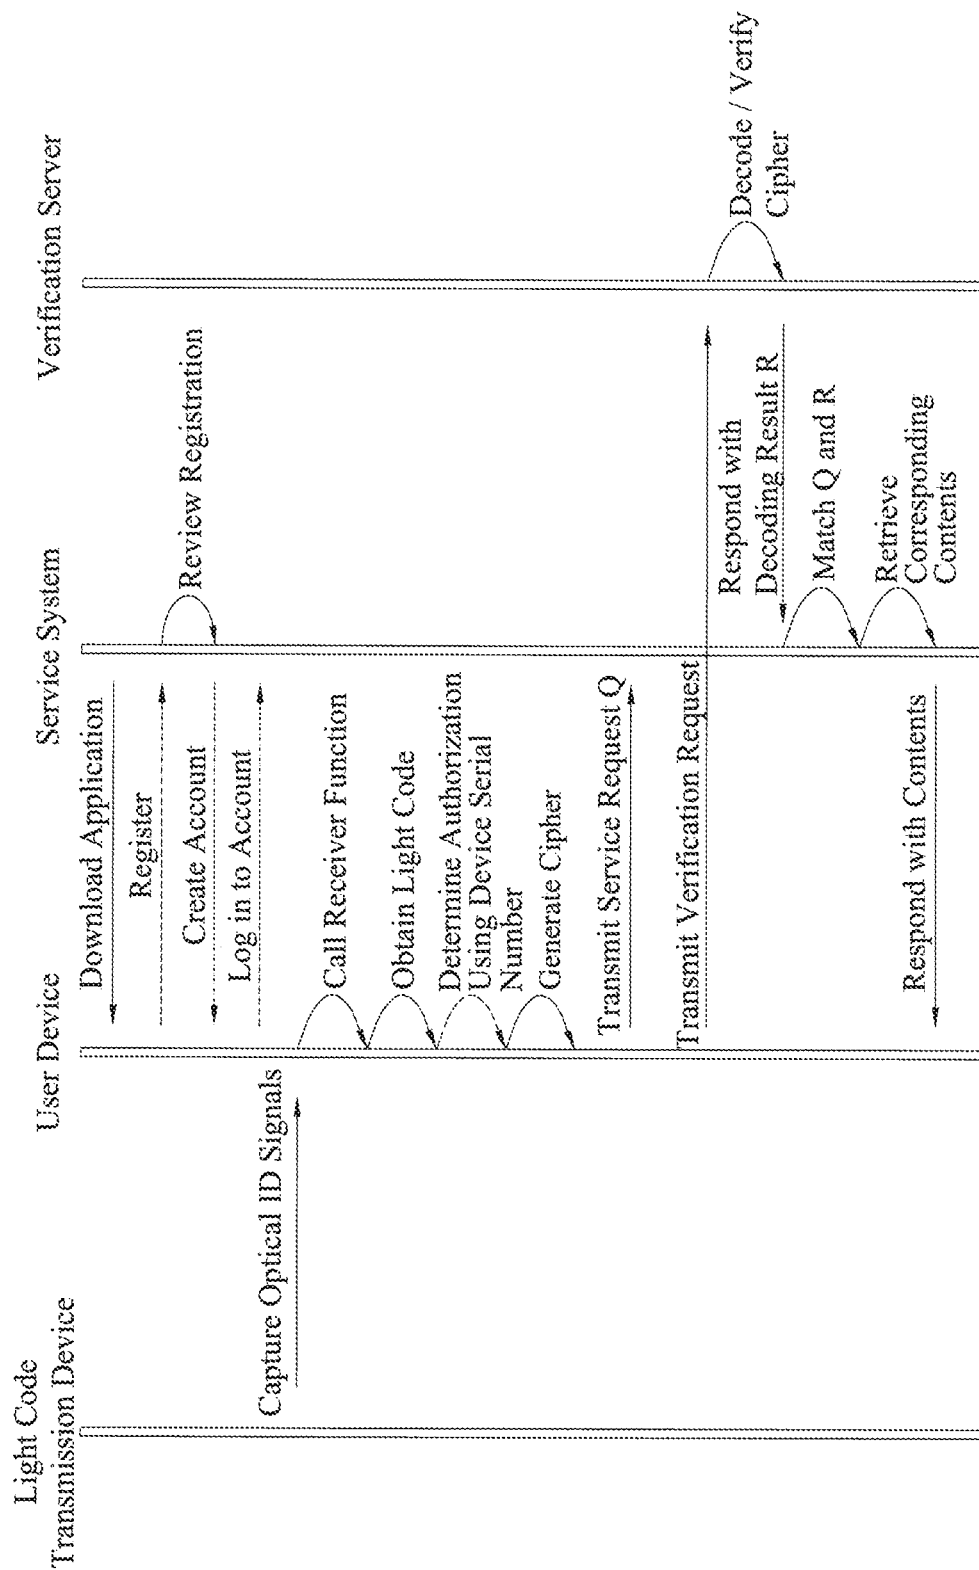 Light Code
Transmission Device
User Device
Service System
Verification Server
Download Application
Register
Review Registration
Create Account
Log in to Account
Capture Optical ID Signals
Call Receiver Function
Obtain Light Code
Determine Authorization
Using Device Serial
Number
Generate Cipher
Transmit Service Request Q
Transmit Verification Request
Decode / Verify
Cipher
Respond with
Decoding Result R
Match Q and R
Retrieve
Corresponding
Contents
Respond with Contents